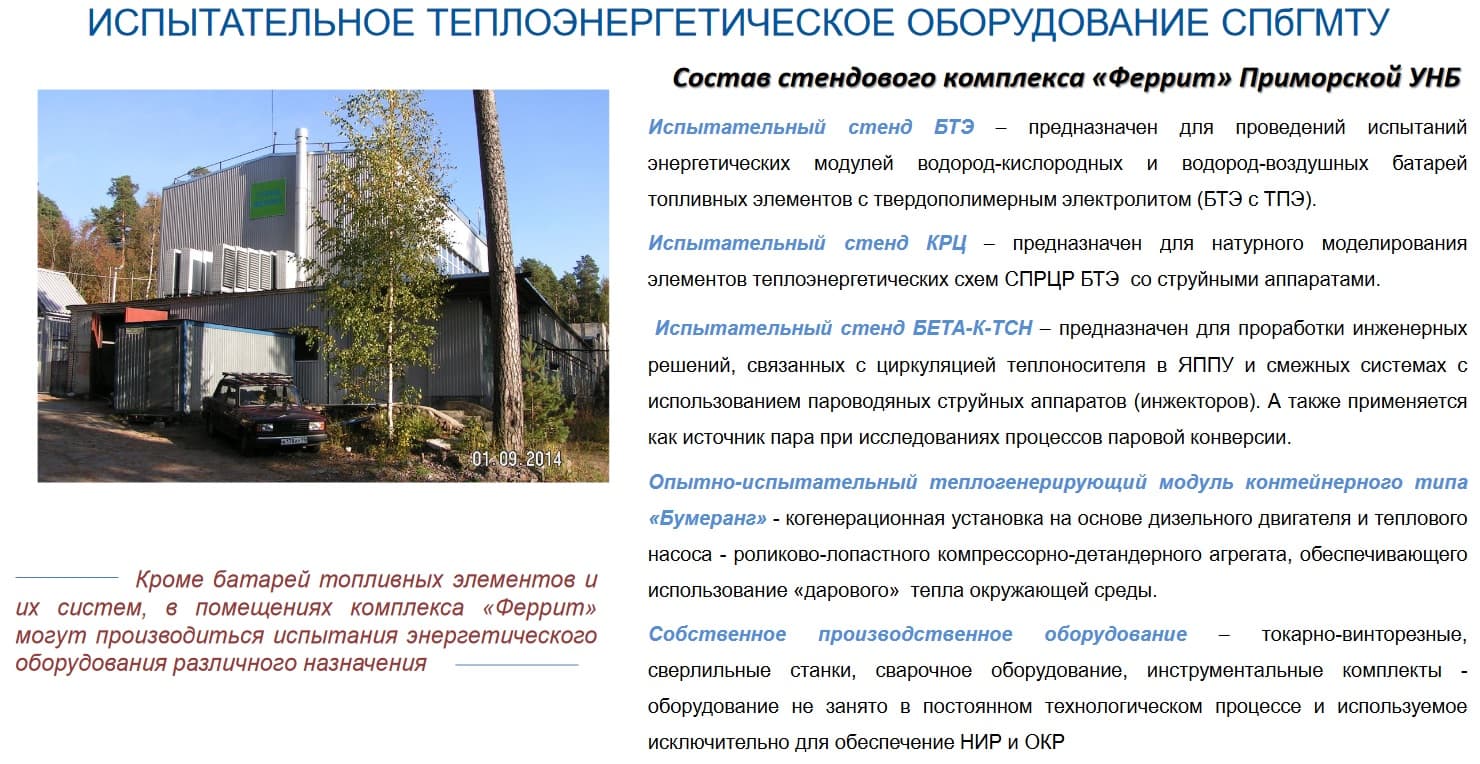 ИСПЫТАТЕЛЬНОЕ ТЕПЛОЭНЕРГЕТИЧЕСКОЕ ОБОРУДОВАНИЕ СПбГМТУ
Состав стендового комплекса «Феррит» Приморской УНБ
Испытательный стенд БТЭ – предназначен для проведений испытаний
энергетических модулей водород-кислородных и водород-воздушных батарей
топливных элементов с твердополимерным электролитом (БТЭ с ТПЭ).
Испытательный стенд КРЦ – предназначен для натурного моделирования
элементов теплоэнергетических схем СПРЦР БТЭ со струйными аппаратами.
Испытательный стенд БЕТА-К-ТСН – предназначен для проработки инженерных
решений, связанных с циркуляцией теплоносителя в ЯППУ и смежных системах с
использованием пароводяных струйных аппаратов (инжекторов). А также применяется
как источник пара при исследованиях процессов паровой конверсии.
Опытно-испытательный теплогенерирующий модуль контейнерного типа
«Бумеранг» - когенерационная установка на основе дизельного двигателя и теплового
насоса - роликово-лопастного компрессорно-детандерного агрегата, обеспечивающего
использование «дарового» тепла окружающей среды.
Собственное производственное оборудование – токарно-винторезные,
сверлильные станки, сварочное оборудование, инструментальные комплекты -
оборудование не занято в постоянном технологическом процессе и используемое
исключительно для обеспечение НИР и ОКР
01.09.2014
Кроме батарей топливных элементов и
их систем, в помещениях комплекса «Феррит»
могут производиться испытания энергетического
оборудования различного назначения